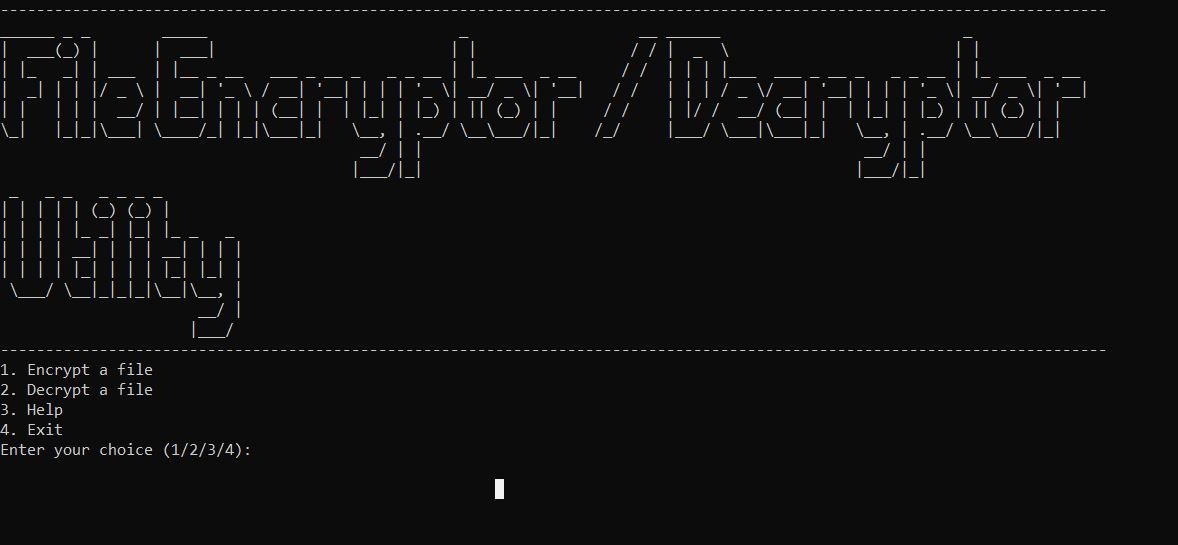 File Encryptor / Decryptor
Utility
1. Encrypt a file
2. Decrypt a file
3. Help
4. Exit
Enter your choice (1/2/3/4):